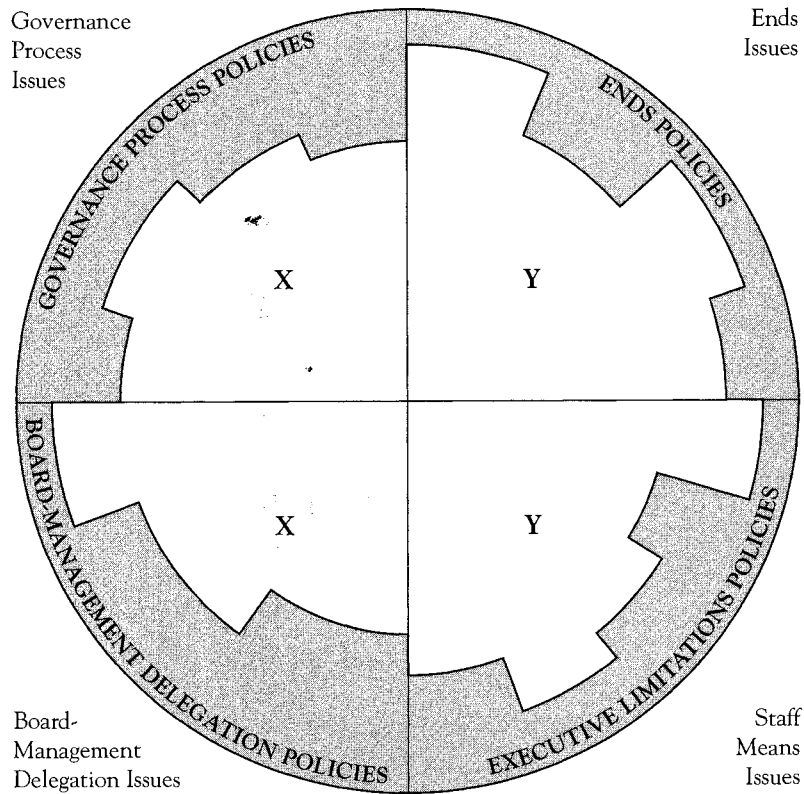 Governance
Process
Issues
Ends
Issues
GOVERNANCE PROCESS POLICIES
ENDS POLICIES
X
Y
X
Y
BOARD-MANAGEMENT DELEGATION POLICIES
EXECUTIVE LIMITATIONS POLICIES
Board-
Management
Delegation Issues
Staff
Means
Issues